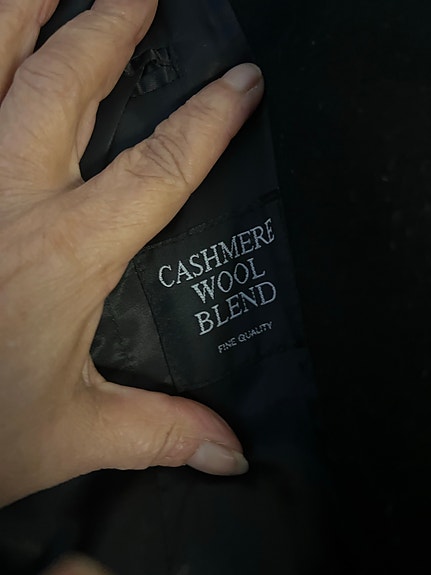 CASHMERE
WOOL
BLEND
FINE QUALITY